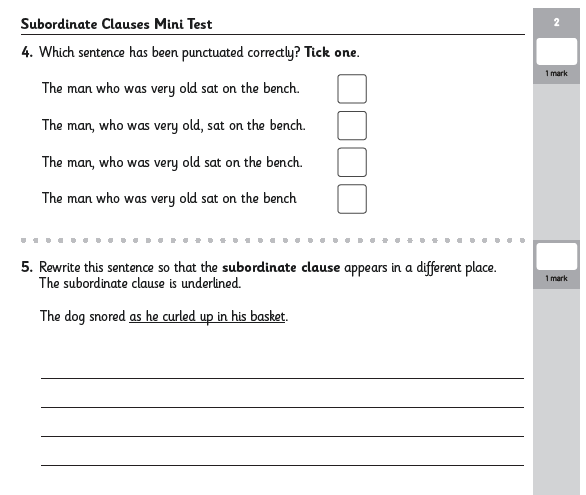 Subordinate Clauses Mini Test
2
4. Which sentence has been punctuated correctly? Tick one.
1 mark
The man who was very old sat on the bench.
The man, who was very old, sat on the bench.
The man, who was very old sat on the bench.
The man who was very old sat on the bench
5. Rewrite this sentence so that the subordinate clause appears in a different place.
The subordinate clause is underlined.
1 mark
The dog snored as he curled up in his basket.